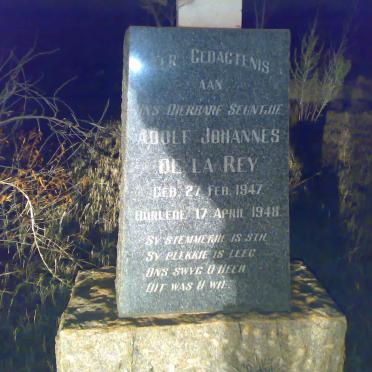 TER GEDAGTENIS
AAN
ONS DIERBARE SEUNTJIE
ADOLF JOHANNES
DE LA REY
GEB. 27 FEB. 1947
OORLEDE 17 APRIL 1948
SY STEMMETJIE IS STIL
SY PLEKKIE IS LEEG
ONS SWYG O HEER
DIT WAS U WIL.